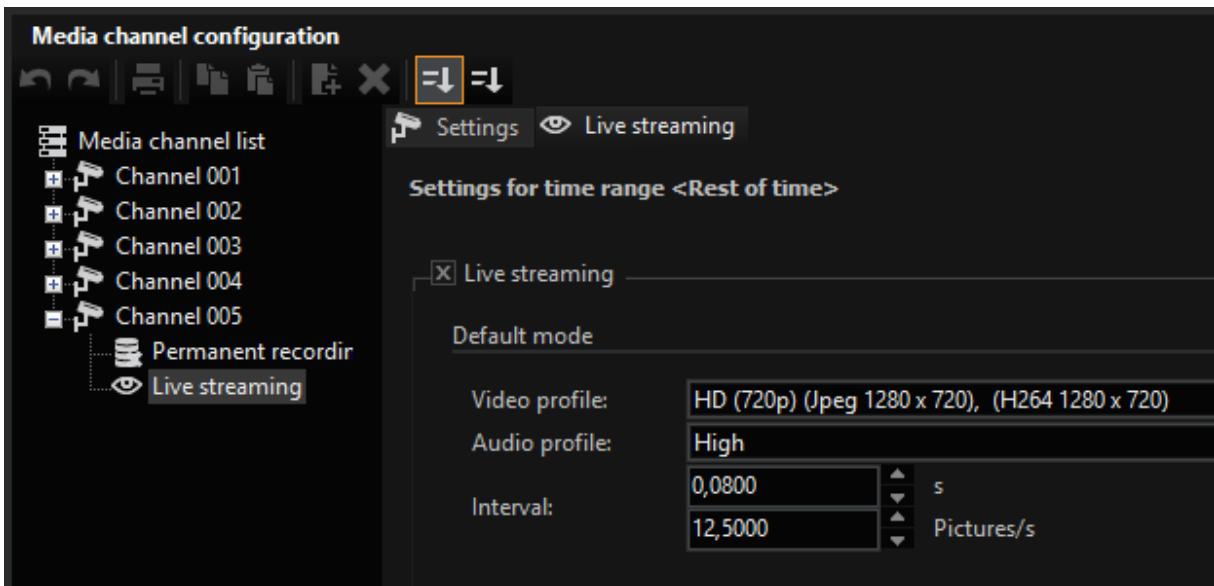 Media channel configuration
Media channel list
Channel 001
Channel 002
Channel 003
Channel 004
Channel 005
Permanent recordin
Live streaming
Settings
Live streaming
Settings for time range <Rest of time>
Live streaming
Default mode
Video profile: HD (720p) (Jpeg 1280 x 720), (H264 1280 x 720)
Audio profile: High
Interval:
0,0800 s
12,5000 Pictures/s